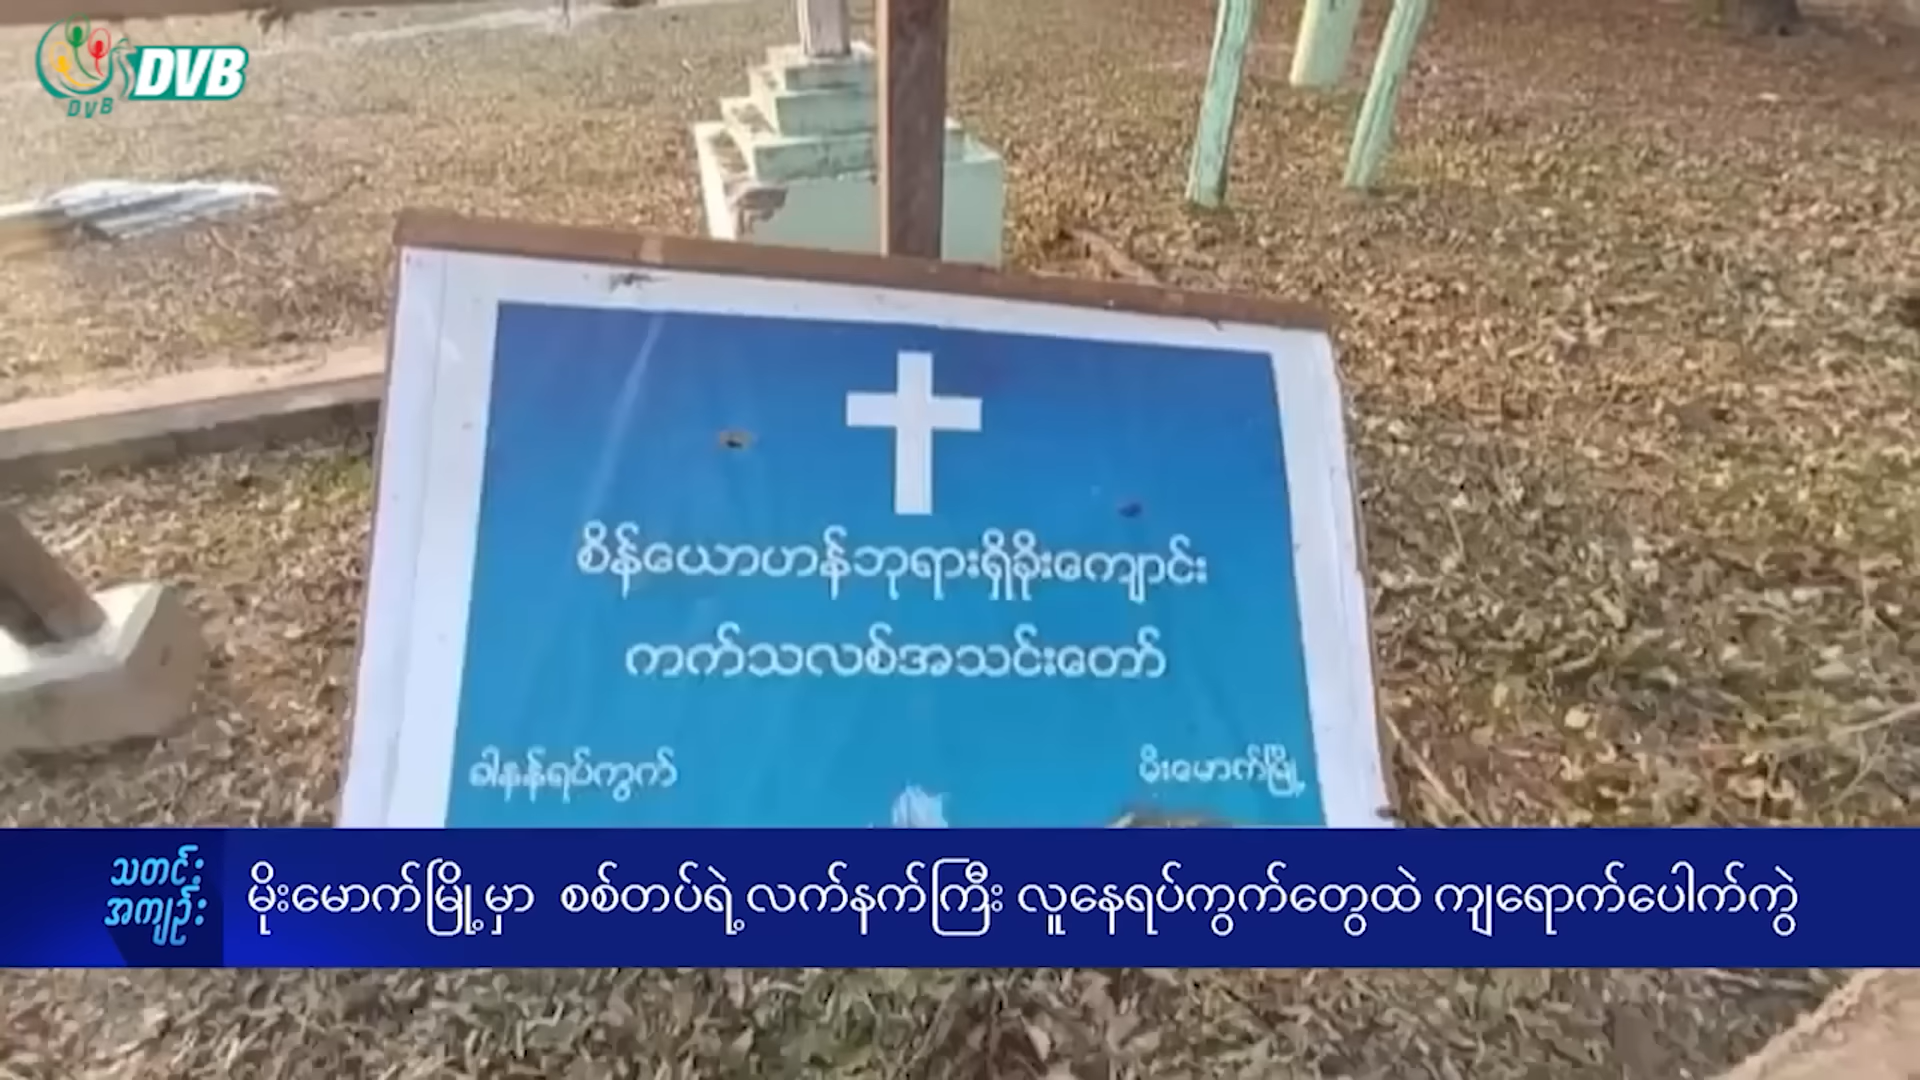 DVB
DVB
စိန်ယောဟန်ဘုရားရှိခိုးကျောင်း
ကက်သလစ်အသင်းတော်
ခါနန်ရပ်ကွက် မိုးမောက်မြို့
သတင်း
အကျဉ်း
မိုးမောက်မြို့မှာ စစ်တပ်ရဲ့လက်နက်ကြီး လူနေရပ်ကွက်တွေထဲ ကျရောက်ပေါက်ကွဲ